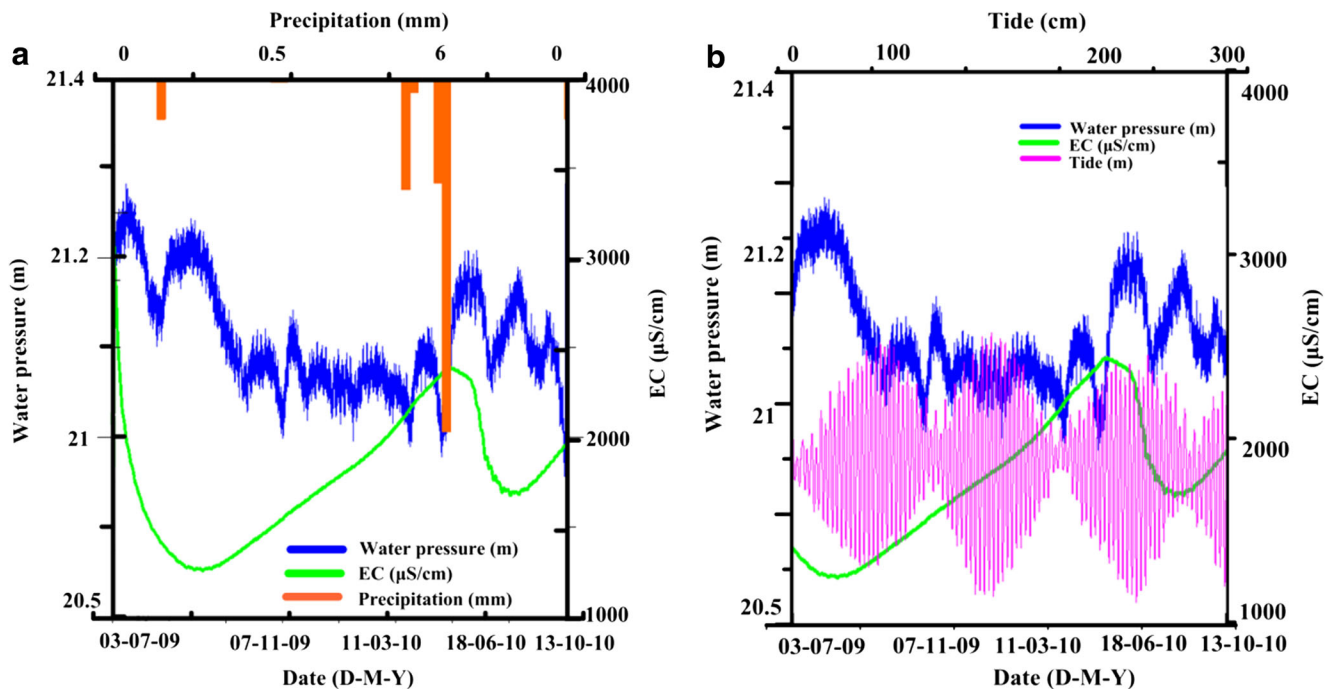 a
Precipitation (mm)
0 0.5 6 0
21.4
21.2
21
20.5
Water pressure (m)
4000
3000
2000
1000
EC (µS/cm)
Water pressure (m)
EC (µS/cm)
Precipitation (mm)
03-07-09 07-11-09 11-03-10 18-06-10 13-10-10
Date (D-M-Y)
b
Tide (cm)
0 100 200 300
21.4
21.2
21
20.5
Water pressure (m)
4000
3000
2000
1000
EC (µS/cm)
Water pressure (m)
EC (µS/cm)
Tide (m)
03-07-09 07-11-09 11-03-10 18-06-10 13-10-10
Date (D-M-Y)